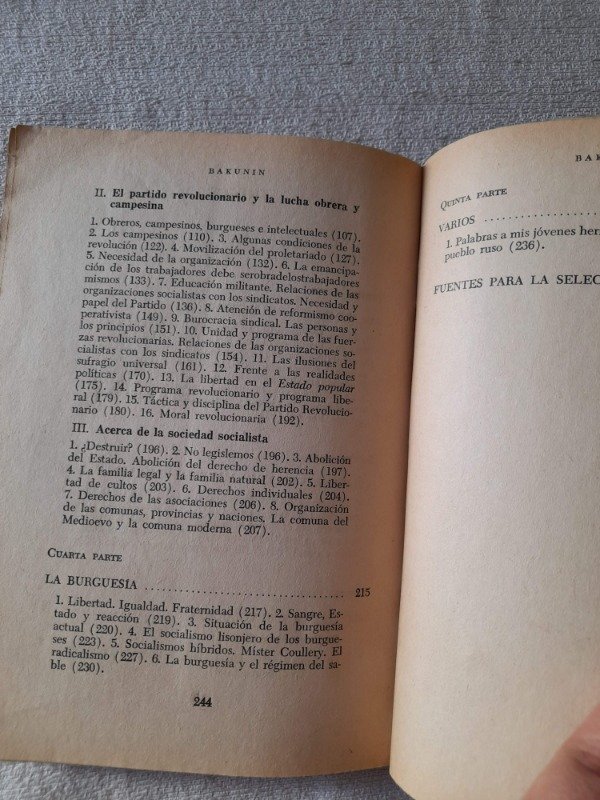 BAKUNIN
II. El partido revolucionario y la lucha obrera y
campesina
1. Obreros, campesinos, burgueses e intelectuales (107).
2. Los campesinos (110). 3. Algunas condiciones de la
revolución (122). 4. Movilización del proletariado (127).
5. Necesidad de la organización (132). 6. La emancipa-
ción de los trabajadores debe serobradelostrabajadores
mismos (133). 7. Educación militante. Relaciones de las
organizaciones socialistas con los sindicatos. Necesidad y
papel del Partido (136). 8. Atención de reformismo coo-
perativista (149). 9. Burocracia sindical. Las personas y
los principios (151). 10. Unidad y programa de las fuer-
zas revolucionarias. Relaciones de las organizaciones so-
cialistas con los sindicatos (154). 11. Las ilusiones del
sufragio universal (161). 12. Frente a las realidades
políticas (170). 13. La libertad en el Estado popular
(175). 14. Programa revolucionario y programa libe-
ral (179). 15. Táctica y disciplina del Partido Revolucio-
nario (180). 16. Moral revolucionaria (192).
III. Acerca de la sociedad socialista
1. ¿Destruir? (196). 2. No legislemos (196). 3. Abolición
del Estado. Abolición del derecho de herencia (197).
4. La familia legal y la familia natural (202). 5. Liber-
tad de cultos (203). 6. Derechos individuales (204).
7. Derechos de las asociaciones (206). 8. Organización
de las comunas, provincias y naciones. La comuna del
Medioevo y la comuna moderna (207).
CUARTA PARTE
LA BURGUESÍA ........................................ 215
1. Libertad. Igualdad. Fraternidad (217). 2. Sangre, Es-
tado y reacción (219). 3. Situación de la burguesía
actual (220). 4. El socialismo lisonjero de los burgue-
ses (223). 5. Socialismos híbridos. Míster Coullery. El
radicalismo (227). 6. La burguesía y el régimen del sa-
ble (230).
244
BAK
QUINTA PARTE
VARIOS ........................
1. Palabras a mis jóvenes her
pueblo ruso (236).
FUENTES PARA LA SELEC